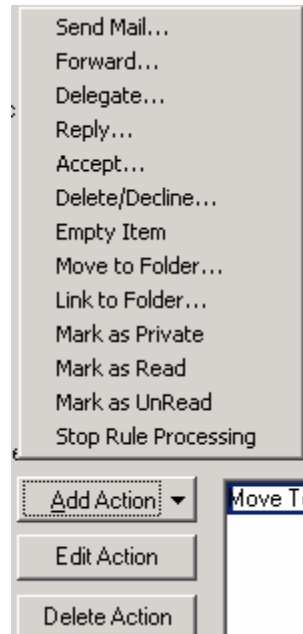 Send Mail...
Forward...
Delegate...
Reply...
Accept...
Delete/Decline...
Empty Item
Move to Folder...
Link to Folder...
Mark as Private
Mark as Read
Mark as UnRead
Stop Rule Processing
Add Action
Move T
Edit Action
Delete Action